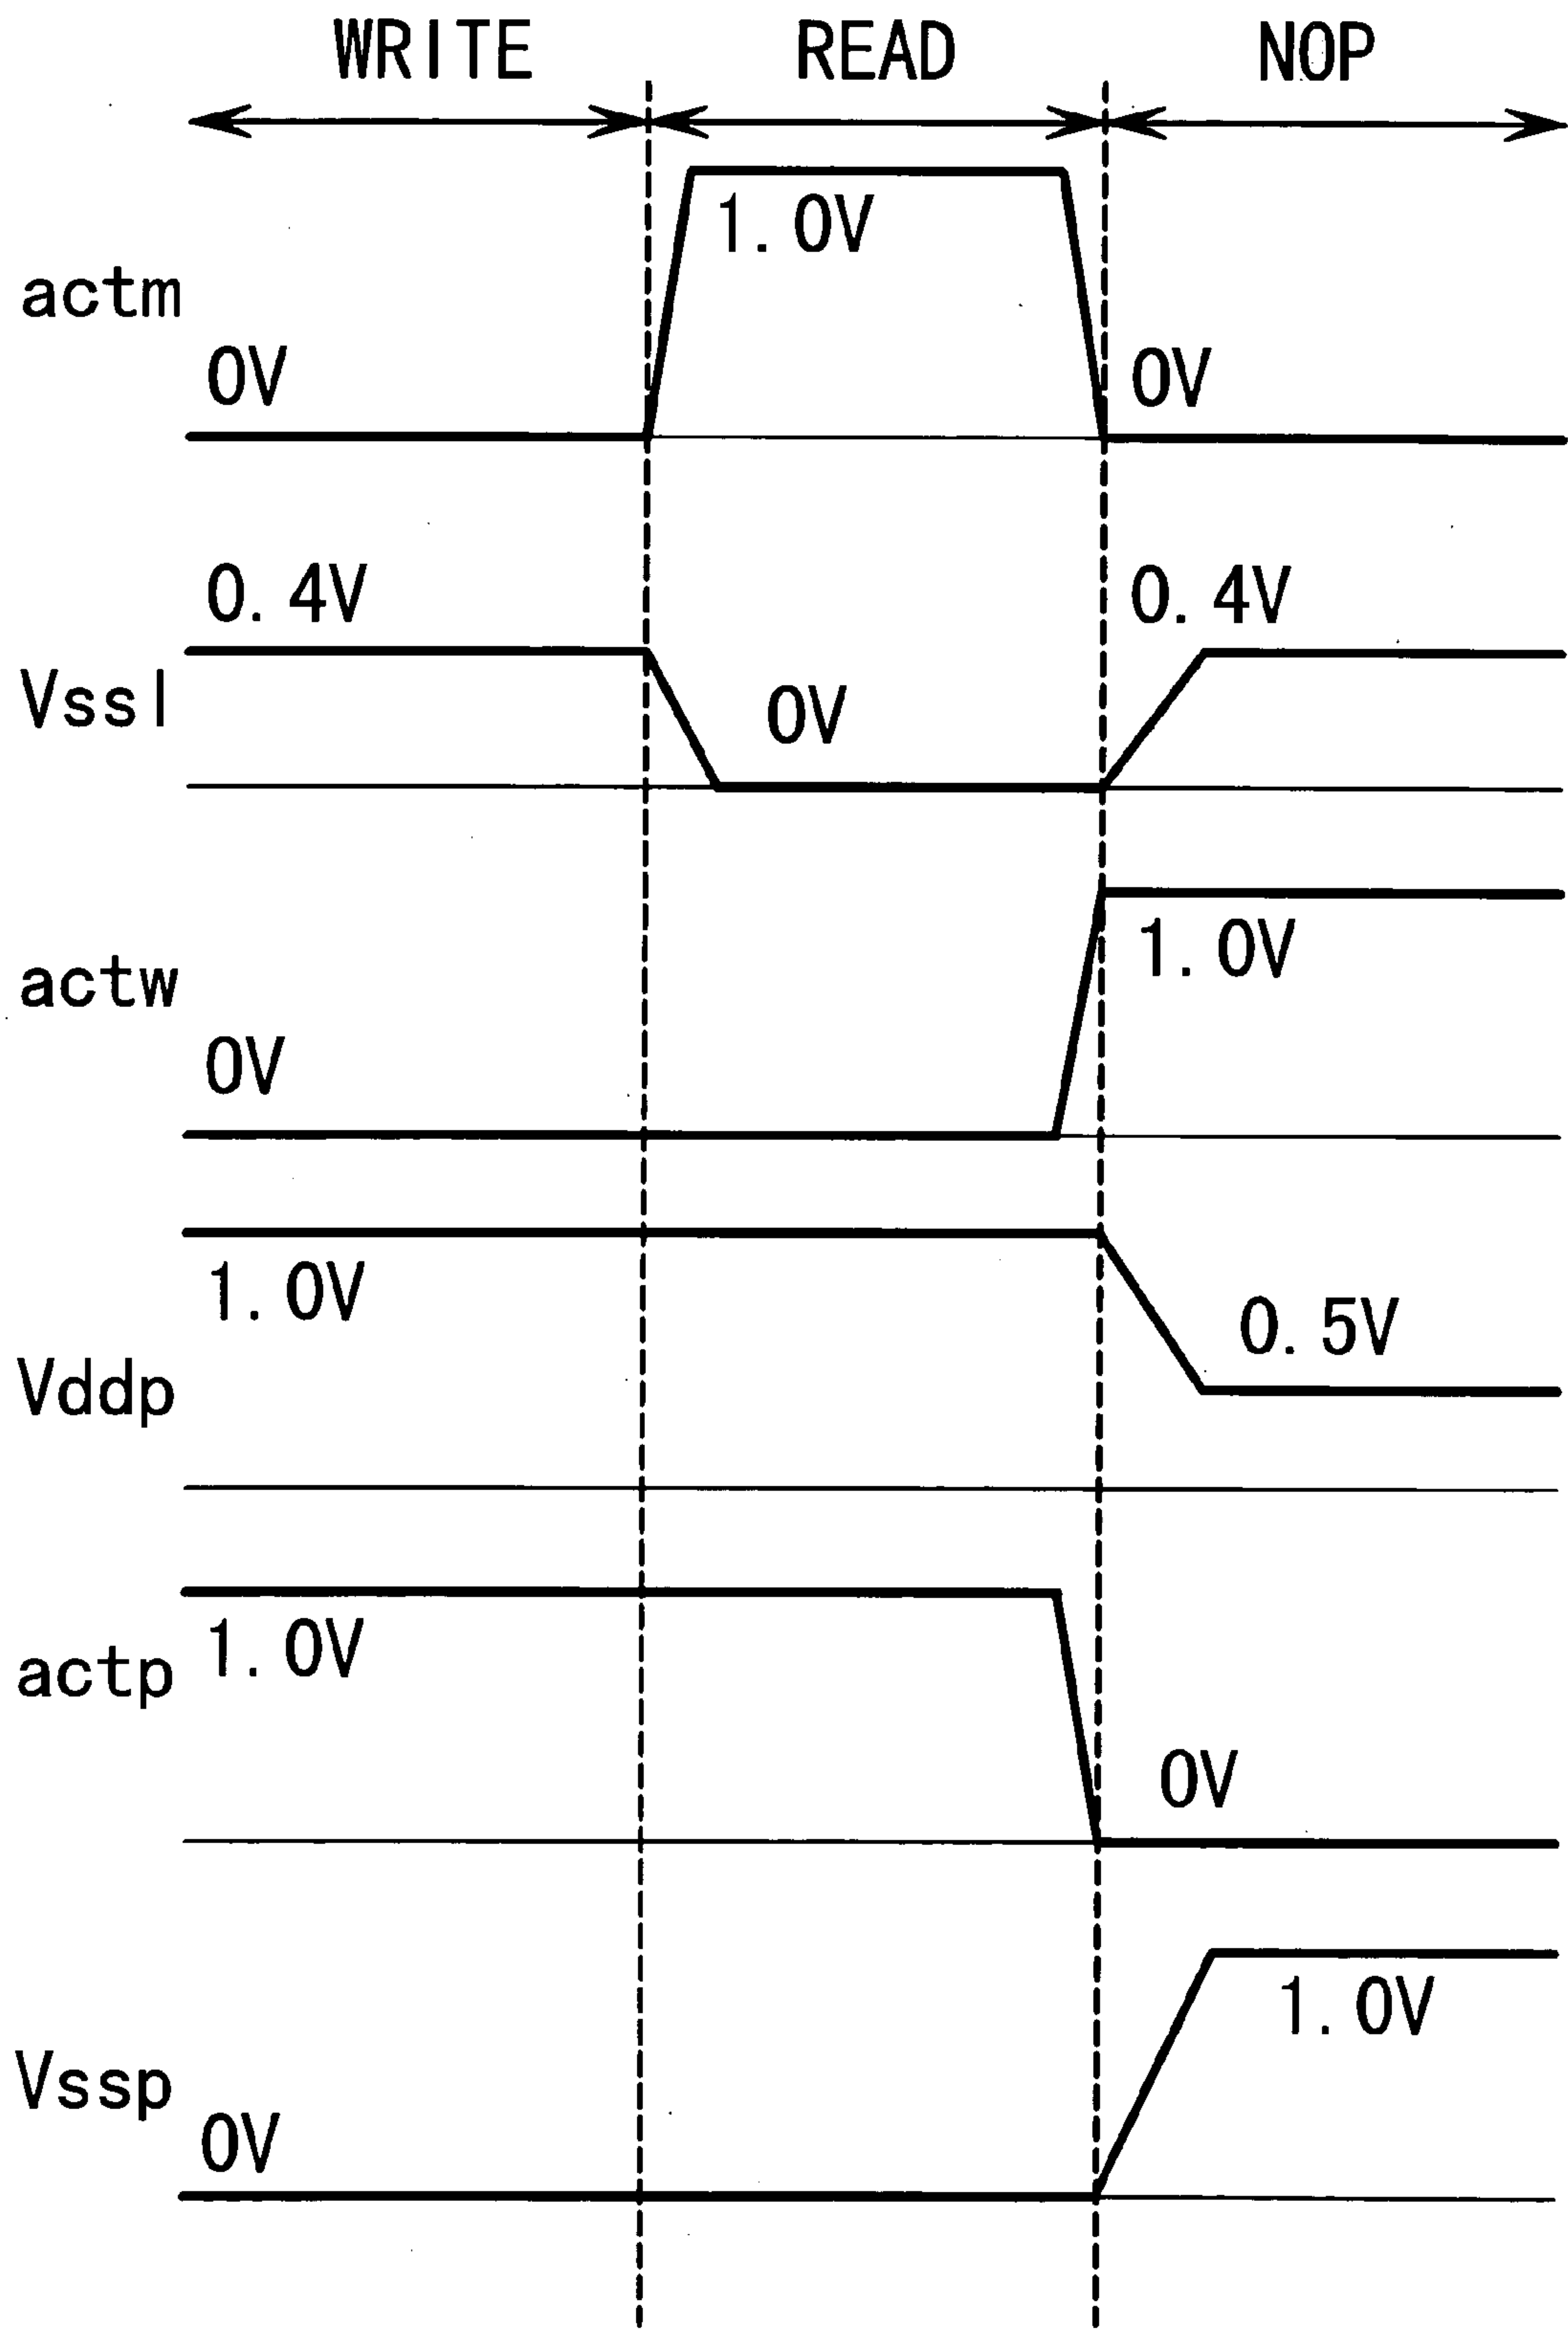 WRITE READ NOP
1.0V
actm
0V 0V
0.4V 0.4V
Vssl
0V
1.0V
actw
0V
1.0V
0.5V
Vddp
1.0V
actp
0V
1.0V
Vssp
0V